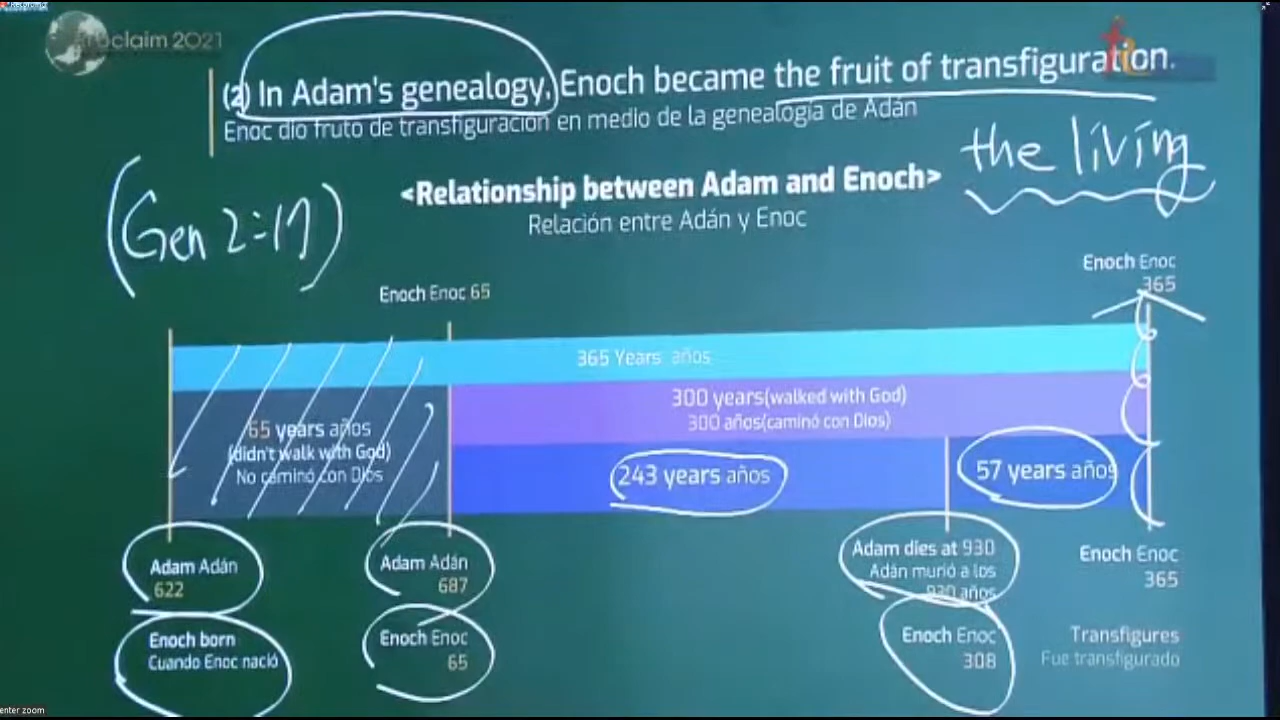 Proclaim 2021
(2) In Adam's genealogy, Enoch became the fruit of transfiguration.
Enoc dio fruto de transfiguración en medio de la genealogía de Adán
the living
(Gen 2:17)
<Relationship between Adam and Enoch>
Relación entre Adán y Enoc
Enoch Enoc
365
Enoch Enoc 65
365 Years años
300 years(walked with God)
300 años(caminó con Dios)
65 years años
(didn't walk with God)
No caminó con Dios
243 years años
57 years años
Adam Adán
622
Adam Adán
687
Adam dies at 930
Adán murió a los
930 años
Enoch Enoc
365
Enoch born
Cuando Enoc nació
Enoch Enoc
65
Enoch Enoc
308
Transfigures
Fue transfigurado
enter zoom